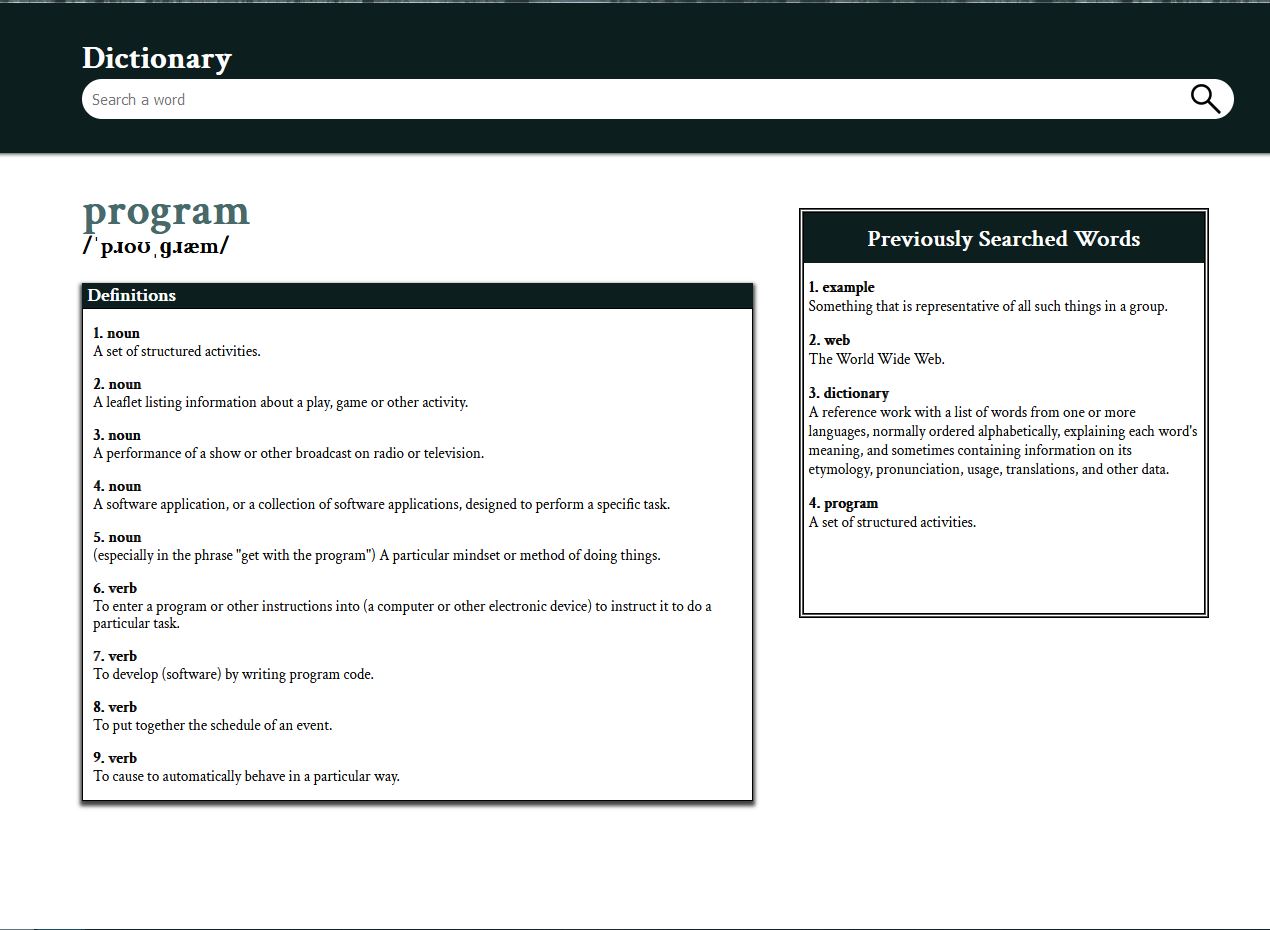 Dictionary
Search a word
program
/ˈpɹoʊˌɡɹæm/
Definitions
1. noun
A set of structured activities.
2. noun
A leaflet listing information about a play, game or other activity.
3. noun
A performance of a show or other broadcast on radio or television.
4. noun
A software application, or a collection of software applications, designed to perform a specific task.
5. noun
(especially in the phrase "get with the program") A particular mindset or method of doing things.
6. verb
To enter a program or other instructions into (a computer or other electronic device) to instruct it to do a
particular task.
7. verb
To develop (software) by writing program code.
8. verb
To put together the schedule of an event.
9. verb
To cause to automatically behave in a particular way.
Previously Searched Words
1. example
Something that is representative of all such things in a group.
2. web
The World Wide Web.
3. dictionary
A reference work with a list of words from one or more
languages, normally ordered alphabetically, explaining each word's
meaning, and sometimes containing information on its
etymology, pronunciation, usage, translations, and other data.
4. program
A set of structured activities.